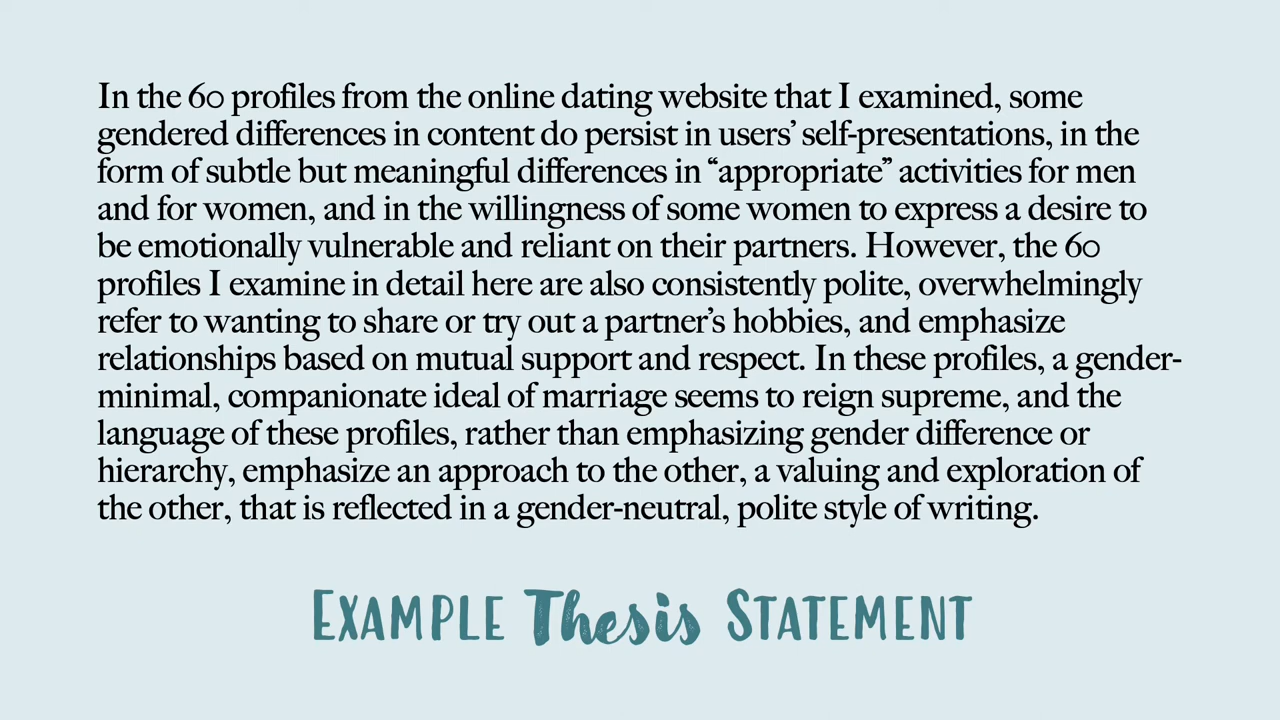 In the 60 profiles from the online dating website that I examined, some
gendered differences in content do persist in users’ self-presentations, in the
form of subtle but meaningful differences in “appropriate” activities for men
and for women, and in the willingness of some women to express a desire to
be emotionally vulnerable and reliant on their partners. However, the 60
profiles I examine in detail here are also consistently polite, overwhelmingly
refer to wanting to share or try out a partner’s hobbies, and emphasize
relationships based on mutual support and respect. In these profiles, a gender-
minimal, companionate ideal of marriage seems to reign supreme, and the
language of these profiles, rather than emphasizing gender difference or
hierarchy, emphasize an approach to the other, a valuing and exploration of
the other, that is reflected in a gender-neutral, polite style of writing.
Example Thesis Statement